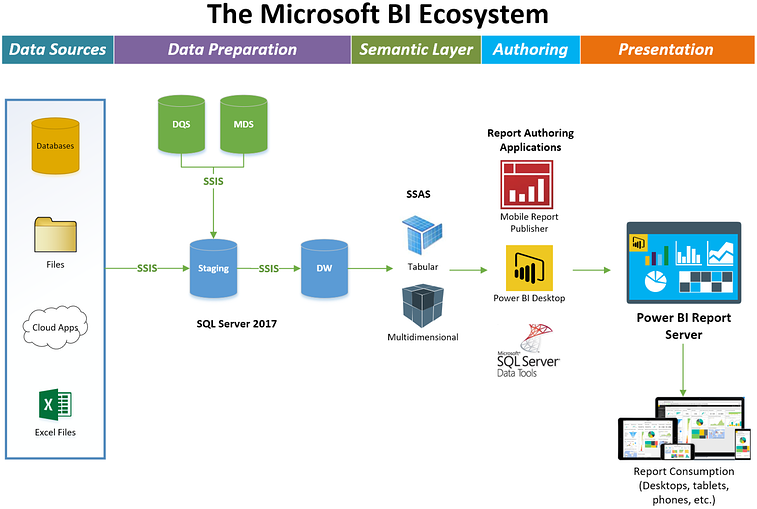 The Microsoft BI Ecosystem
Data Sources
Data Preparation
Semantic Layer
Authoring
Presentation
Databases
Files
Cloud Apps
Excel Files
DQS
MDS
SSIS
SSIS
Staging
SSIS
DW
SQL Server 2017
SSAS
Tabular
Multidimensional
Report Authoring
Applications
Mobile Report
Publisher
Power BI Desktop
Microsoft
SQL Server
Data Tools
Power BI Report
Server
Report Consumption
(Desktops, tablets,
phones, etc.)